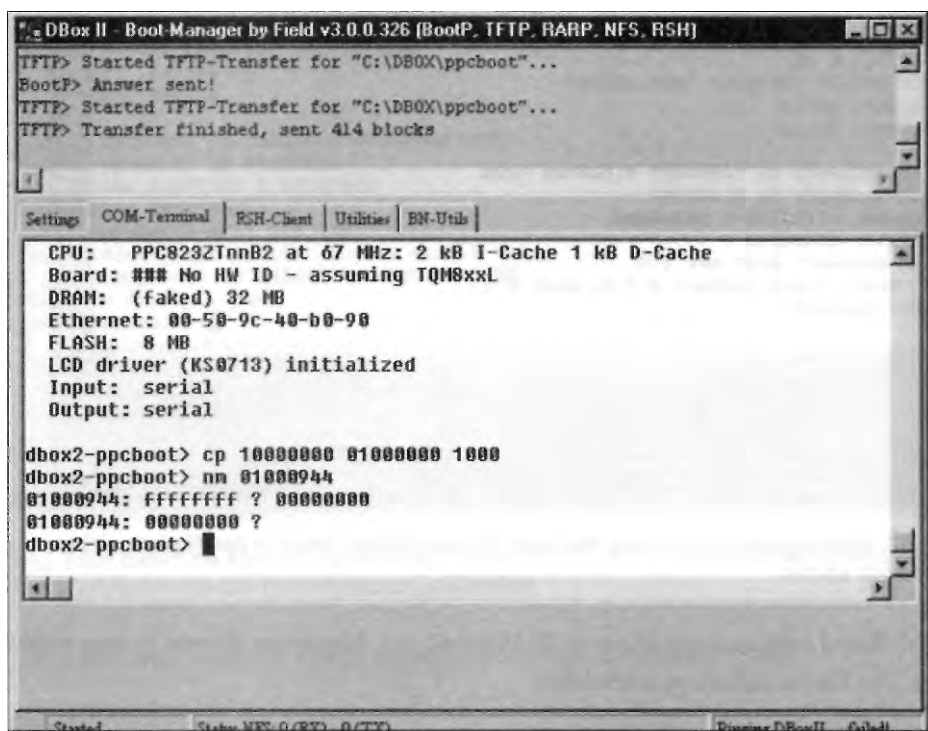 DBox II - Boot-Manager by Field v3.0.0.326 [BootP, TFTP, RARP, NFS, RSH]
TFTP> Started TFTP-Transfer for "C:\DBOX\ppcboot"...
BootP> Answer sent!
TFTP> Started TFTP-Transfer for "C:\DBOX\ppcboot"...
TFTP> Transfer finished, sent 414 blocks
Settings COM-Terminal RSH-Client Utilities BN-Utils
CPU: PPC823ZTnnB2 at 67 MHz: 2 kB I-Cache 1 kB D-Cache
Board: ### No HW ID - assuming TQM8xxL
DRAM: (faked) 32 MB
Ethernet: 00-50-9c-40-b0-90
FLASH: 8 MB
LCD driver (KS0713) initialized
Input: serial
Output: serial
dbox2-ppcboot> cp 10000000 01000000 1000
dbox2-ppcboot> nm 01000944
01000944: ffffffff ? 00000000
01000944: 00000000 ?
dbox2-ppcboot>
Started Status NFS: 0 (RX) - 0 (TX) Pinging DBoxII... failed!